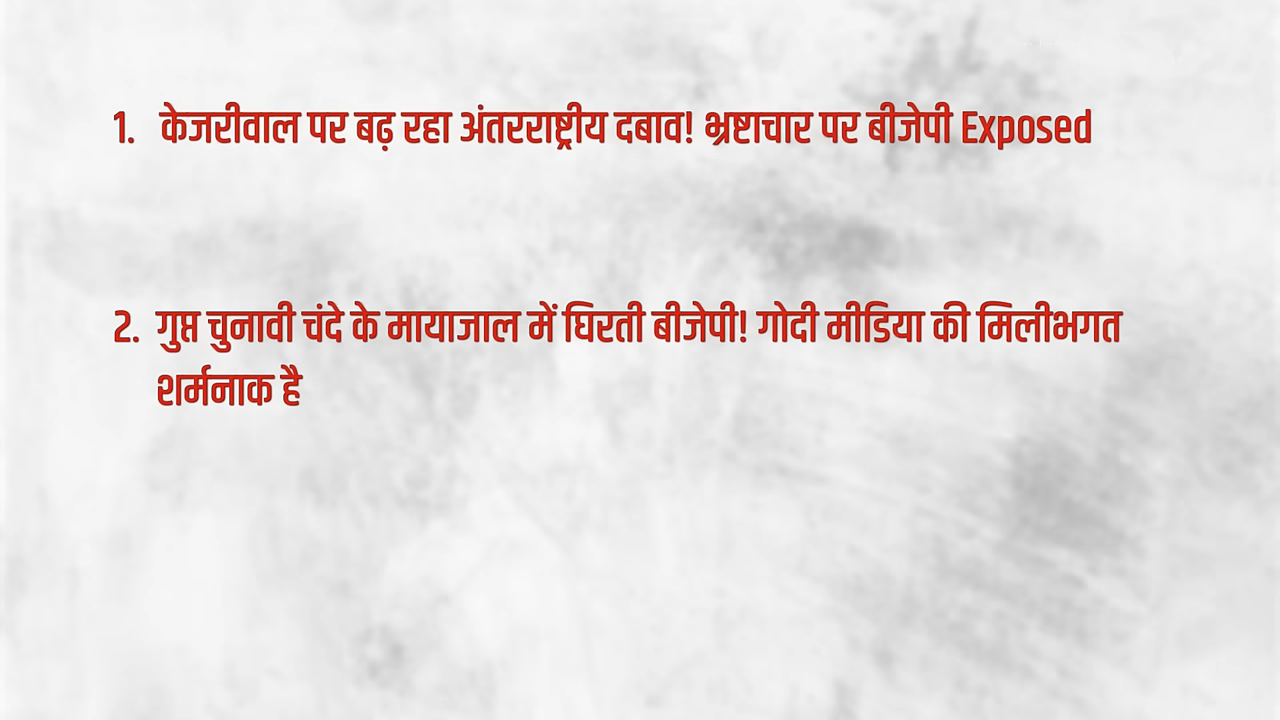 1. केजरीवाल पर बढ़ रहा अंतरराष्ट्रीय दबाव! भ्रष्टाचार पर बीजेपी Exposed
2. गुप्त चुनावी चंदे के मायाजाल में घिरती बीजेपी! गोदी मीडिया की मिलीभगत
शर्मनाक है